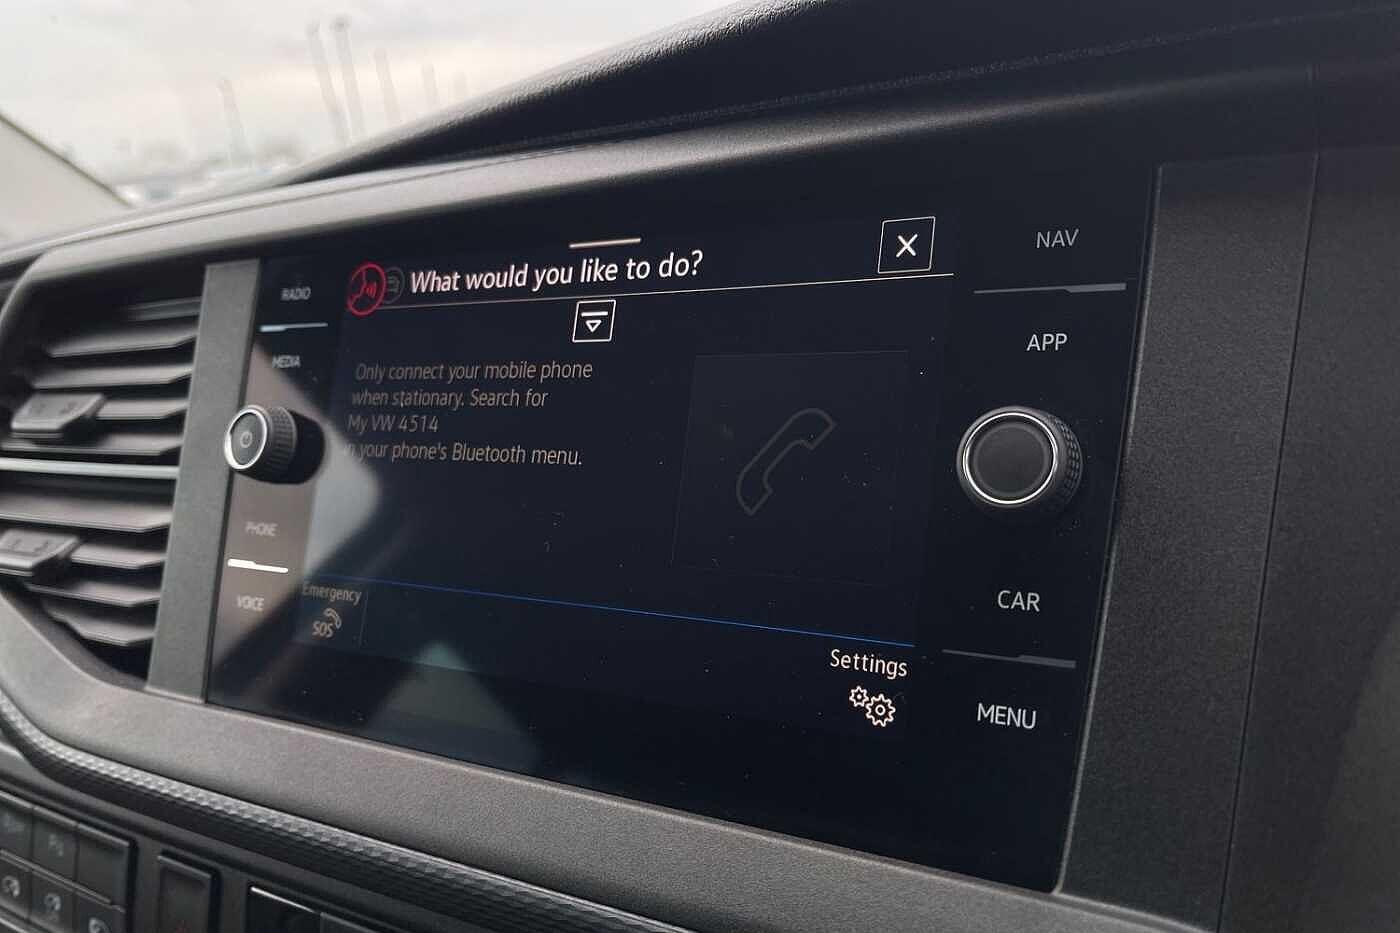 What would you like to do?
RADIO
MEDIA
PHONE
VOICE
Only connect your mobile phone
when stationary. Search for
My VW 4514
in your phone's Bluetooth menu.
Emergency
SOS
Settings
NAV
APP
CAR
MENU